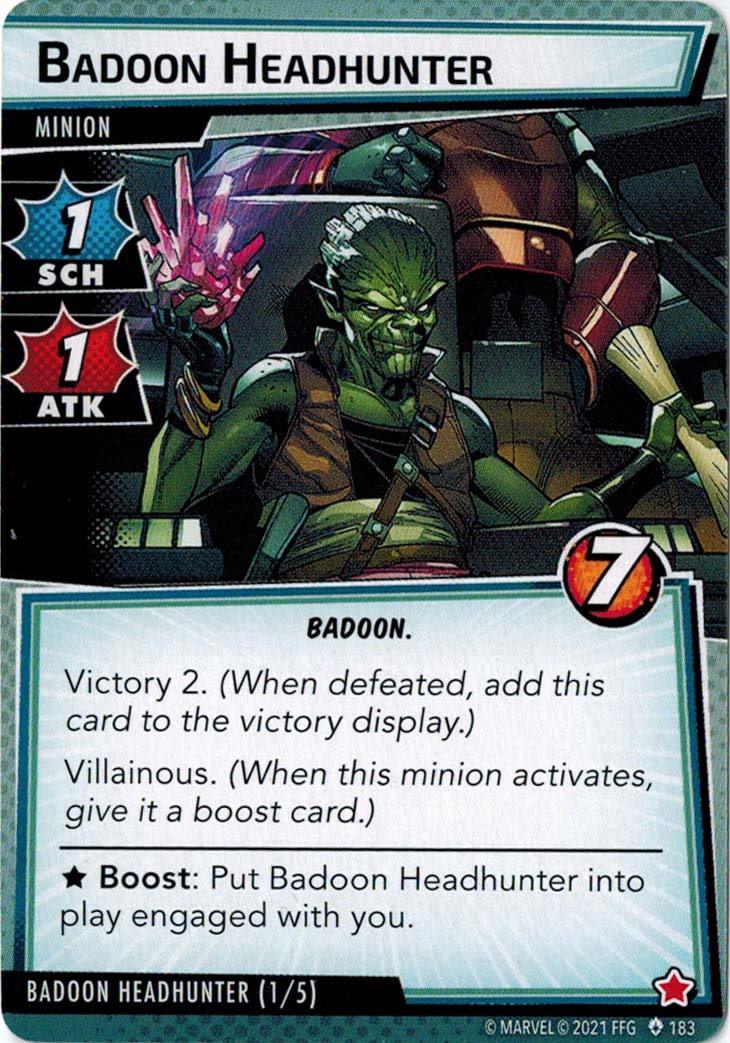 BADOON HEADHUNTER
MINION
1
SCH
1
ATK
7
BADOON.
Victory 2. (When defeated, add this
card to the victory display.)
Villainous. (When this minion activates,
give it a boost card.)
★ Boost: Put Badoon Headhunter into
play engaged with you.
BADOON HEADHUNTER (1/5)
© MARVEL © 2021 FFG 183